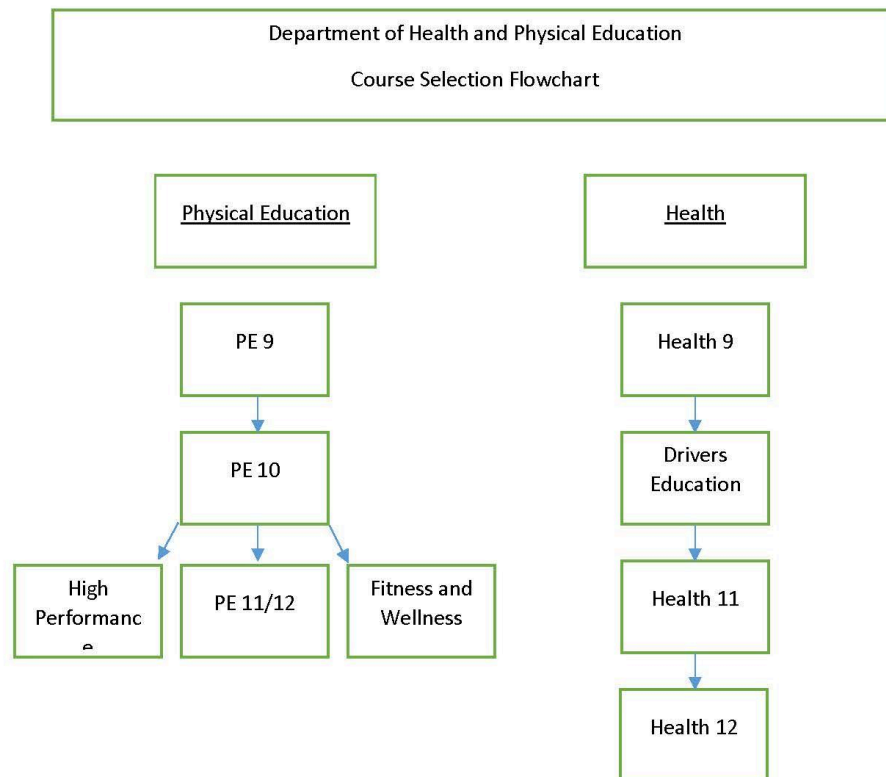 Department of Health and Physical Education
Course Selection Flowchart
Physical Education
Health
PE 9
Health 9
PE 10
Drivers
Education
High
Performanc
e
PE 11/12
Fitness and
Wellness
Health 11
Health 12